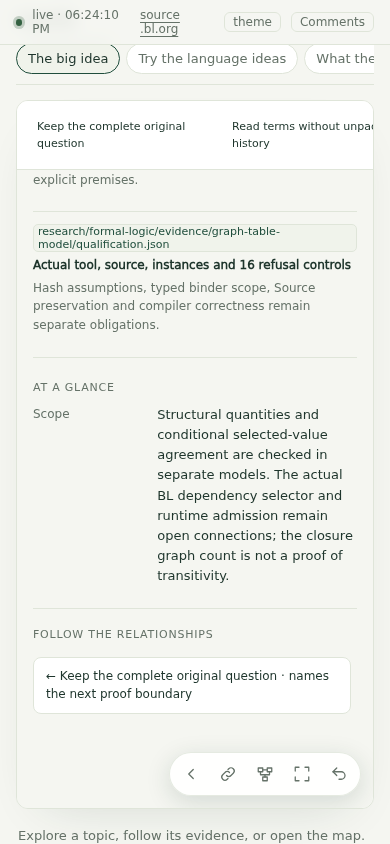 live · 06:24:10 PM
source .bl.org
theme
Comments
The big idea
Try the language ideas
What the
Keep the complete original question
Read terms without unpac
history
explicit premises.
research/formal-logic/evidence/graph-table-
model/qualification.json
Actual tool, source, instances and 16 refusal controls
Hash assumptions, typed binder scope, Source
preservation and compiler correctness remain
separate obligations.
AT A GLANCE
Scope
Structural quantities and
conditional selected-value
agreement are checked in
separate models. The actual
BL dependency selector and
runtime admission remain
open connections; the closure
graph count is not a proof of
transitivity.
FOLLOW THE RELATIONSHIPS
← Keep the complete original question · names
the next proof boundary
Explore a topic, follow its evidence, or open the map.